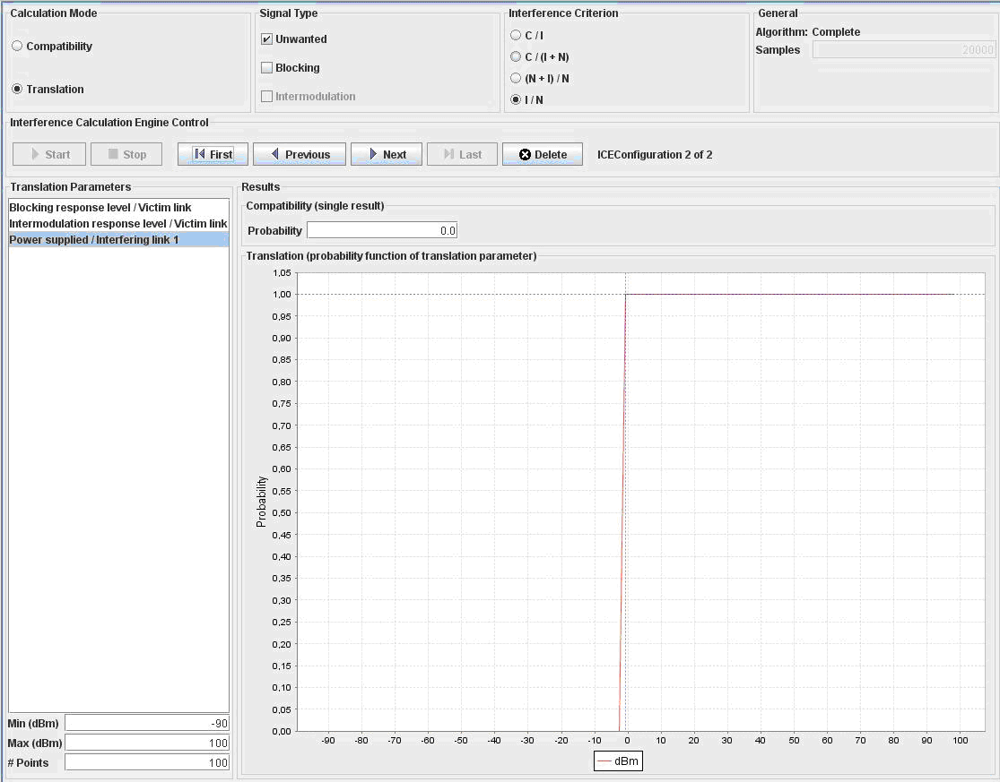 Calculation Mode
Compatibility
Translation
Signal Type
Unwanted
Blocking
Intermodulation
Interference Criterion
C / I
C / (I + N)
(N + I) / N
I / N
General
Algorithm: Complete
Samples 20000
Interference Calculation Engine Control
Start Stop First Previous Next Last Delete ICEConfiguration 2 of 2
Translation Parameters
Blocking response level / Victim link
Intermodulation response level / Victim link
Power supplied / Interfering link 1
Min (dBm) -90
Max (dBm) 100
# Points 100
Results
Compatibility (single result)
Probability 0.0
Translation (probability function of translation parameter)
1,05
1,00
0,95
0,90
0,85
0,80
0,75
0,70
0,65
0,60
0,55
0,50
0,45
0,40
0,35
0,30
0,25
0,20
0,15
0,10
0,05
0,00
Probability
-90 -80 -70 -60 -50 -40 -30 -20 -10 0 10 20 30 40 50 60 70 80 90 100
dBm